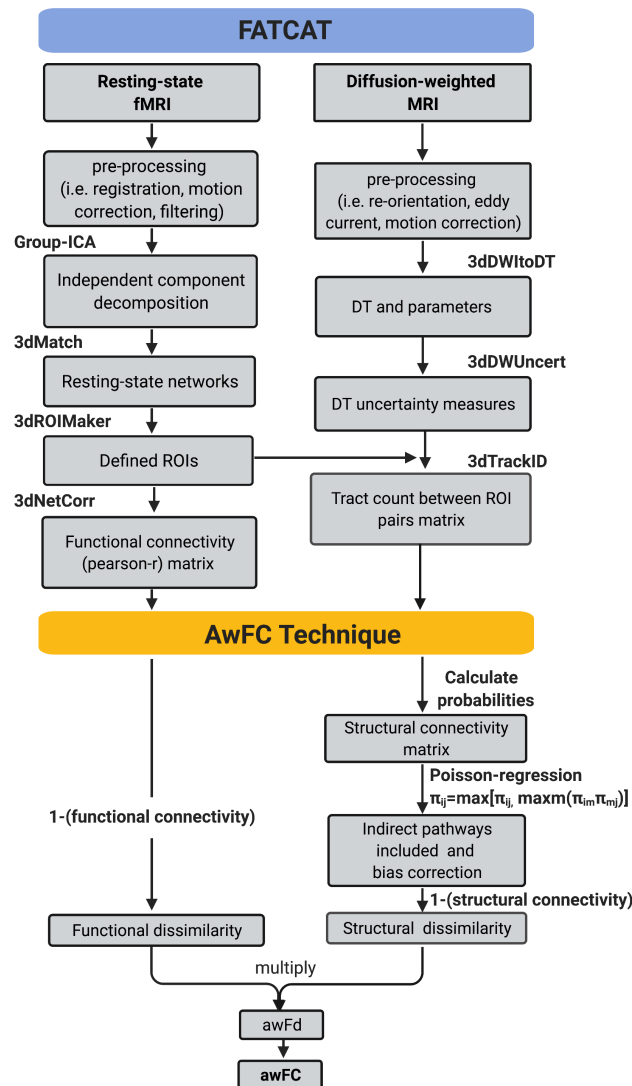 FATCAT
Resting-state
fMRI
pre-processing
(i.e. registration, motion
correction, filtering)
Group-ICA
Independent component
decomposition
3dMatch
Resting-state networks
3dROIMaker
Defined ROIs
3dNetCorr
Functional connectivity
(pearson-r) matrix
Diffusion-weighted
MRI
pre-processing
(i.e. re-orientation, eddy
current, motion correction)
3dDWItoDT
DT and parameters
3dDWUncert
DT uncertainty measures
3dTrackID
Tract count between ROI
pairs matrix
AwFC Technique
1-(functional connectivity)
Functional dissimilarity
Calculate
probabilities
Structural connectivity
matrix
Poisson-regression
πij=max[πij, maxm(πimπmj)]
Indirect pathways
included and
bias correction
1-(structural connectivity)
Structural dissimilarity
multiply
awFd
awFC